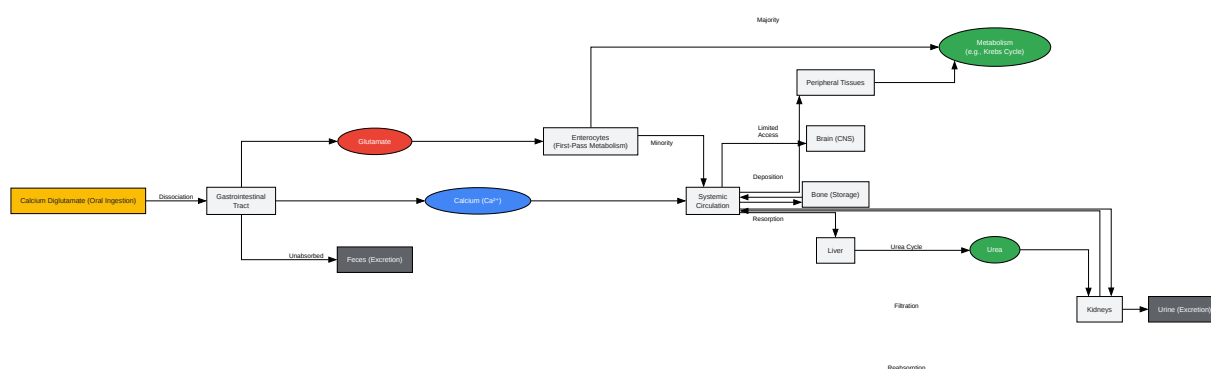 Majority
Metabolism
(e.g., Krebs Cycle)
Peripheral Tissues
Limited
Access
Brain (CNS)
Glutamate
Enterocytes
(First-Pass Metabolism)
Minority
Deposition
Calcium Diglutamate (Oral Ingestion)
Dissociation
Gastrointestinal
Tract
Calcium (Ca²⁺)
Systemic
Circulation
Bone (Storage)
Resorption
Unabsorbed
Feces (Excretion)
Liver
Urea Cycle
Urea
Filtration
Kidneys
Urine (Excretion)
Reabsorption